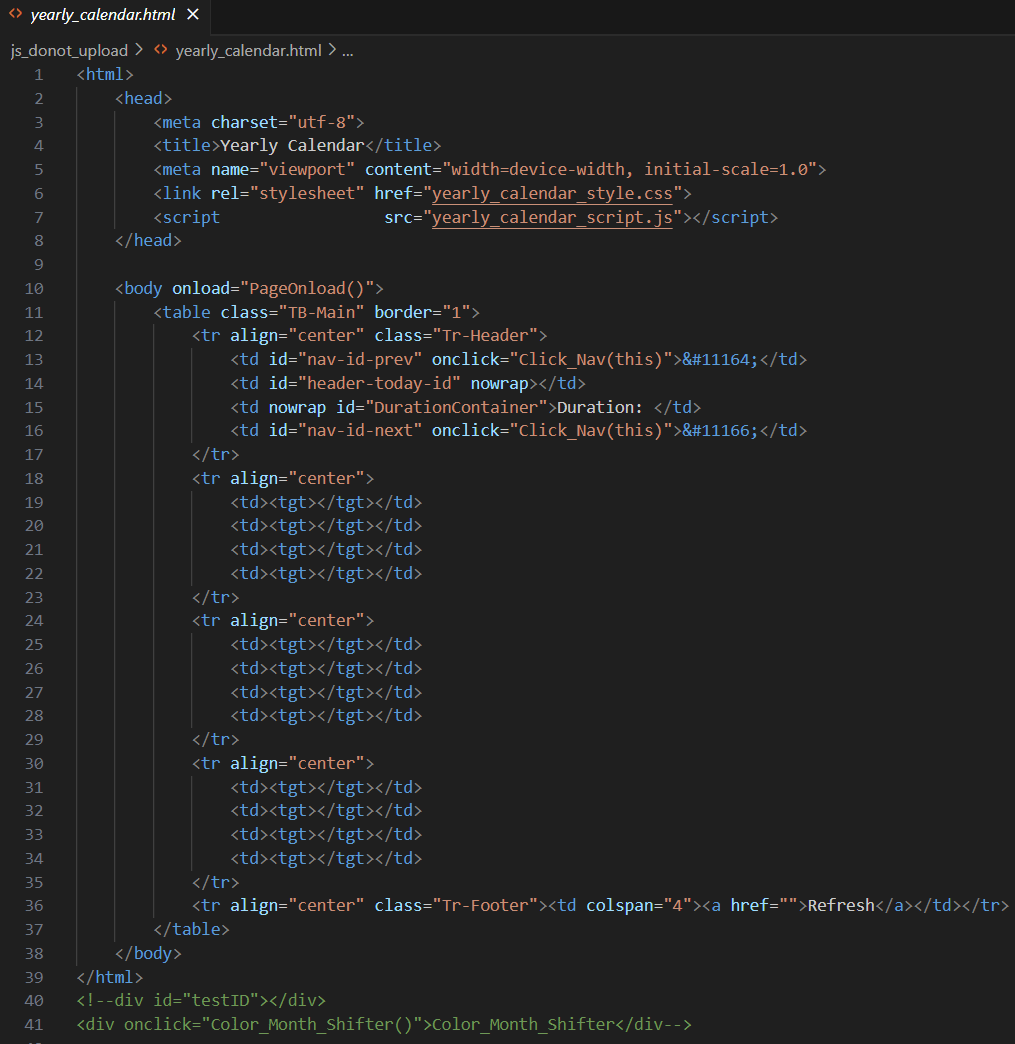 <> yearly_calendar.html ×
js_donot_upload > <> yearly_calendar.html > ...
1 <html>
2     <head>
3         <meta charset="utf-8">
4         <title>Yearly Calendar</title>
5         <meta name="viewport" content="width=device-width, initial-scale=1.0">
6         <link rel="stylesheet" href="yearly_calendar_style.css">
7         <script                 src="yearly_calendar_script.js"></script>
8     </head>
9
10     <body onload="PageOnload()">
11         <table class="TB-Main" border="1">
12             <tr align="center" class="Tr-Header">
13                 <td id="nav-id-prev" onclick="Click_Nav(this)">&#11164;</td>
14                 <td id="header-today-id" nowrap></td>
15                 <td nowrap id="DurationContainer">Duration: </td>
16                 <td id="nav-id-next" onclick="Click_Nav(this)">&#11166;</td>
17             </tr>
18             <tr align="center">
19                 <td><tgt></tgt></td>
20                 <td><tgt></tgt></td>
21                 <td><tgt></tgt></td>
22                 <td><tgt></tgt></td>
23             </tr>
24             <tr align="center">
25                 <td><tgt></tgt></td>
26                 <td><tgt></tgt></td>
27                 <td><tgt></tgt></td>
28                 <td><tgt></tgt></td>
29             </tr>
30             <tr align="center">
31                 <td><tgt></tgt></td>
32                 <td><tgt></tgt></td>
33                 <td><tgt></tgt></td>
34                 <td><tgt></tgt></td>
35             </tr>
36             <tr align="center" class="Tr-Footer"><td colspan="4"><a href="">Refresh</a></td></tr>
37         </table>
38     </body>
39 </html>
40 <!--div id="testID"></div>
41 <div onclick="Color_Month_Shifter()">Color_Month_Shifter</div-->